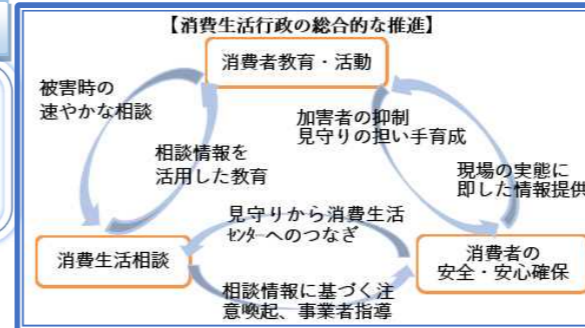 【消費生活行政の総合的な推進】
消費者教育・活動
被害時の
速やかな相談
加害者の抑制
見守りの担い手育成
相談情報を
活用した教育
現場の実態に
即した情報提供
見守りから消費生活
ｾﾝﾀｰへのつなぎ
消費生活相談
消費者の
安全・安心確保
相談情報に基づく注
意喚起、事業者指導